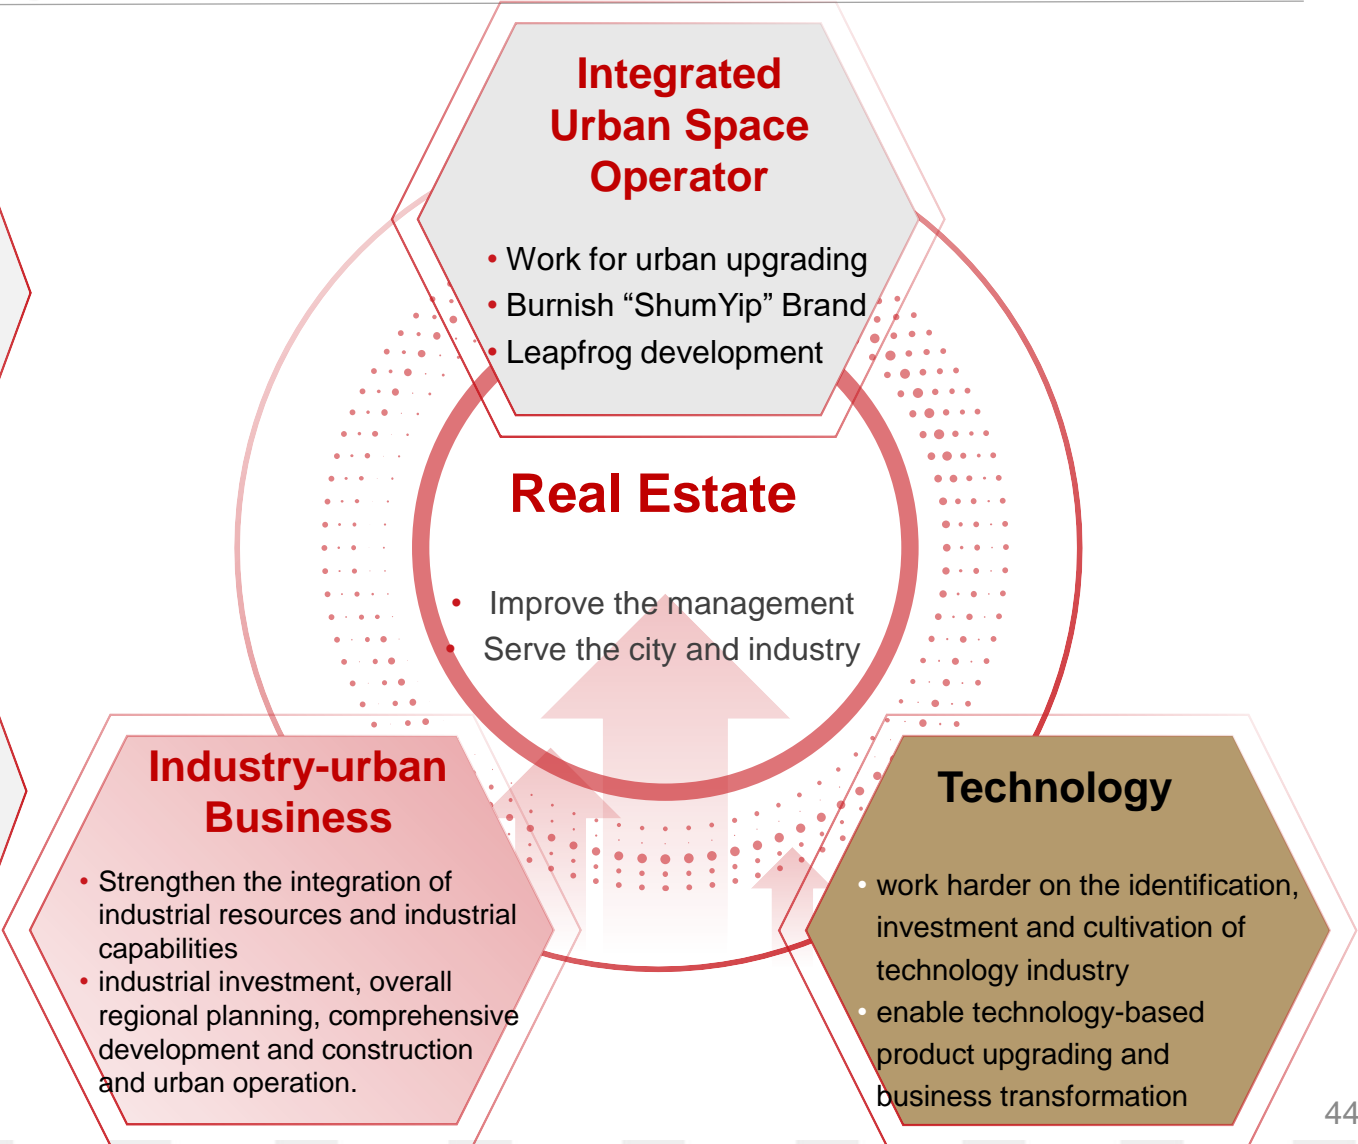 Integrated
Urban Space
Operator
• Work for urban upgrading
• Burnish “ShumYip” Brand
• Leapfrog development
Real Estate
• Improve the management
• Serve the city and industry
Industry-urban
Business
• Strengthen the integration of
industrial resources and industrial
capabilities
• industrial investment, overall
regional planning, comprehensive
development and construction
and urban operation.
Technology
• work harder on the identification,
investment and cultivation of
technology industry
• enable technology-based
product upgrading and
business transformation
44